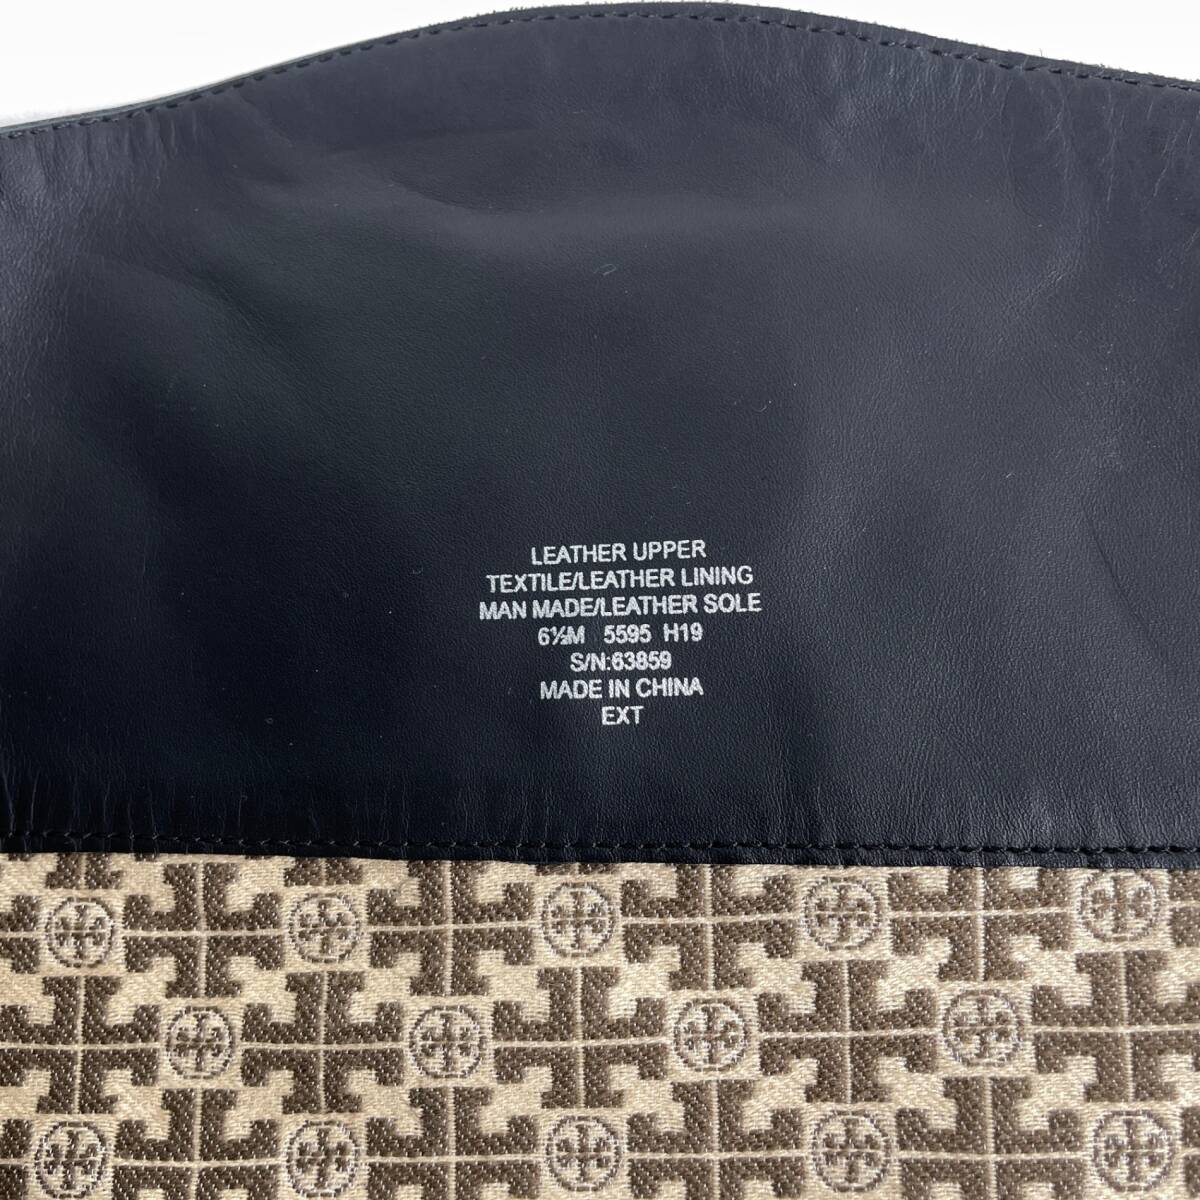 LEATHER UPPER
TEXTILE/LEATHER LINING
MAN MADE/LEATHER SOLE
6½M 5595 H19
S/N:63859
MADE IN CHINA
EXT